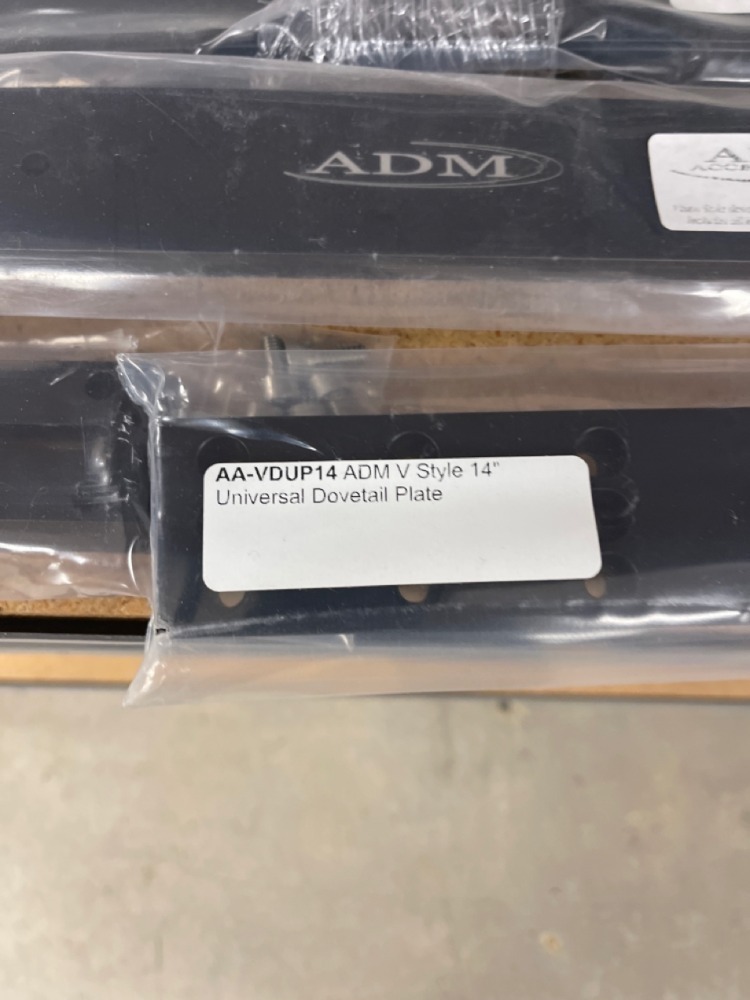 ADM
AA-VDUP14 ADM V Style 14"
Universal Dovetail Plate